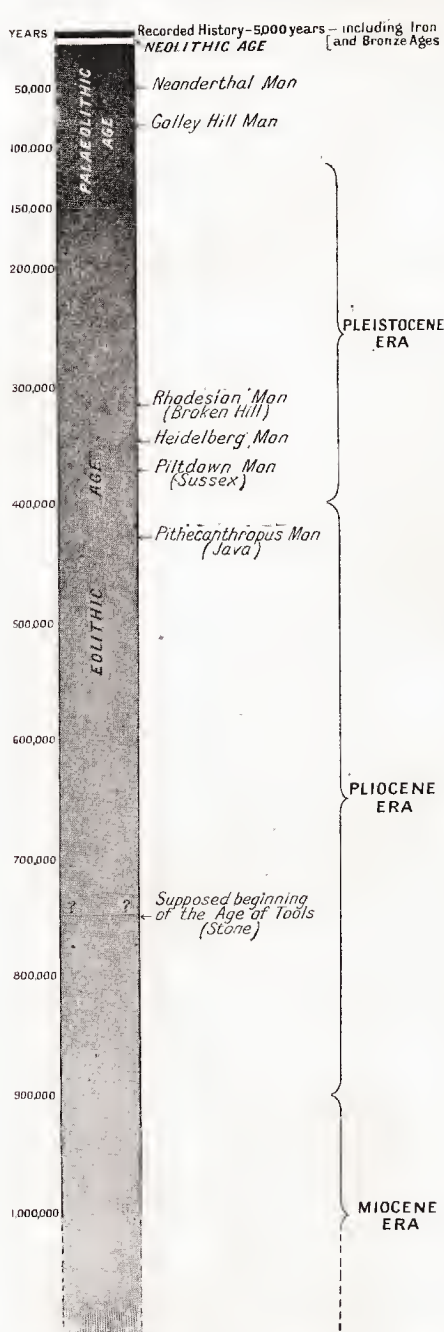 YEARS
Recorded History – 5,000 years – including Iron
[and Bronze Ages
NEOLITHIC AGE
50,000
Neanderthal Man
Galley Hill Man
100,000
PALAEOLITHIC
AGE
150,000
200,000
PLEISTOCENE
ERA
300,000
Rhodesian Man
(Broken Hill)
Heidelberg Man
Piltdown Man
(Sussex)
400,000
Pithecanthropus Man
(Java)
EOLITHIC AGE
500,000
600,000
PLIOCENE
ERA
700,000
? ?
Supposed beginning
of the Age of Tools
(Stone)
800,000
900,000
1,000,000
MIOCENE
ERA